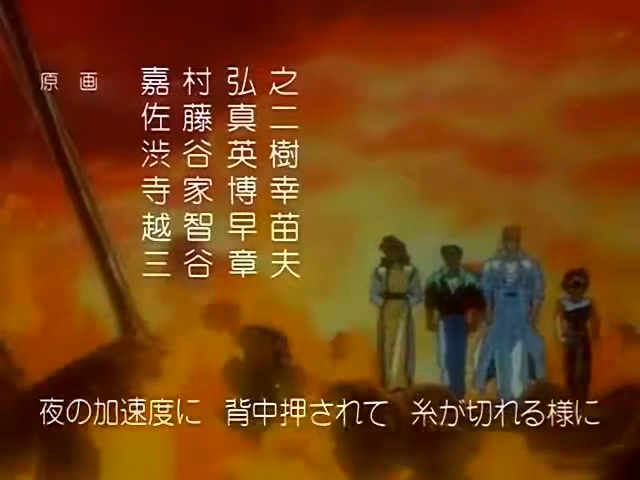 原画 嘉村弘之
佐藤真二
渋谷英樹
寺家博幸
越智早苗
三谷章夫
夜の加速度に 背中押されて 糸が切れる様に